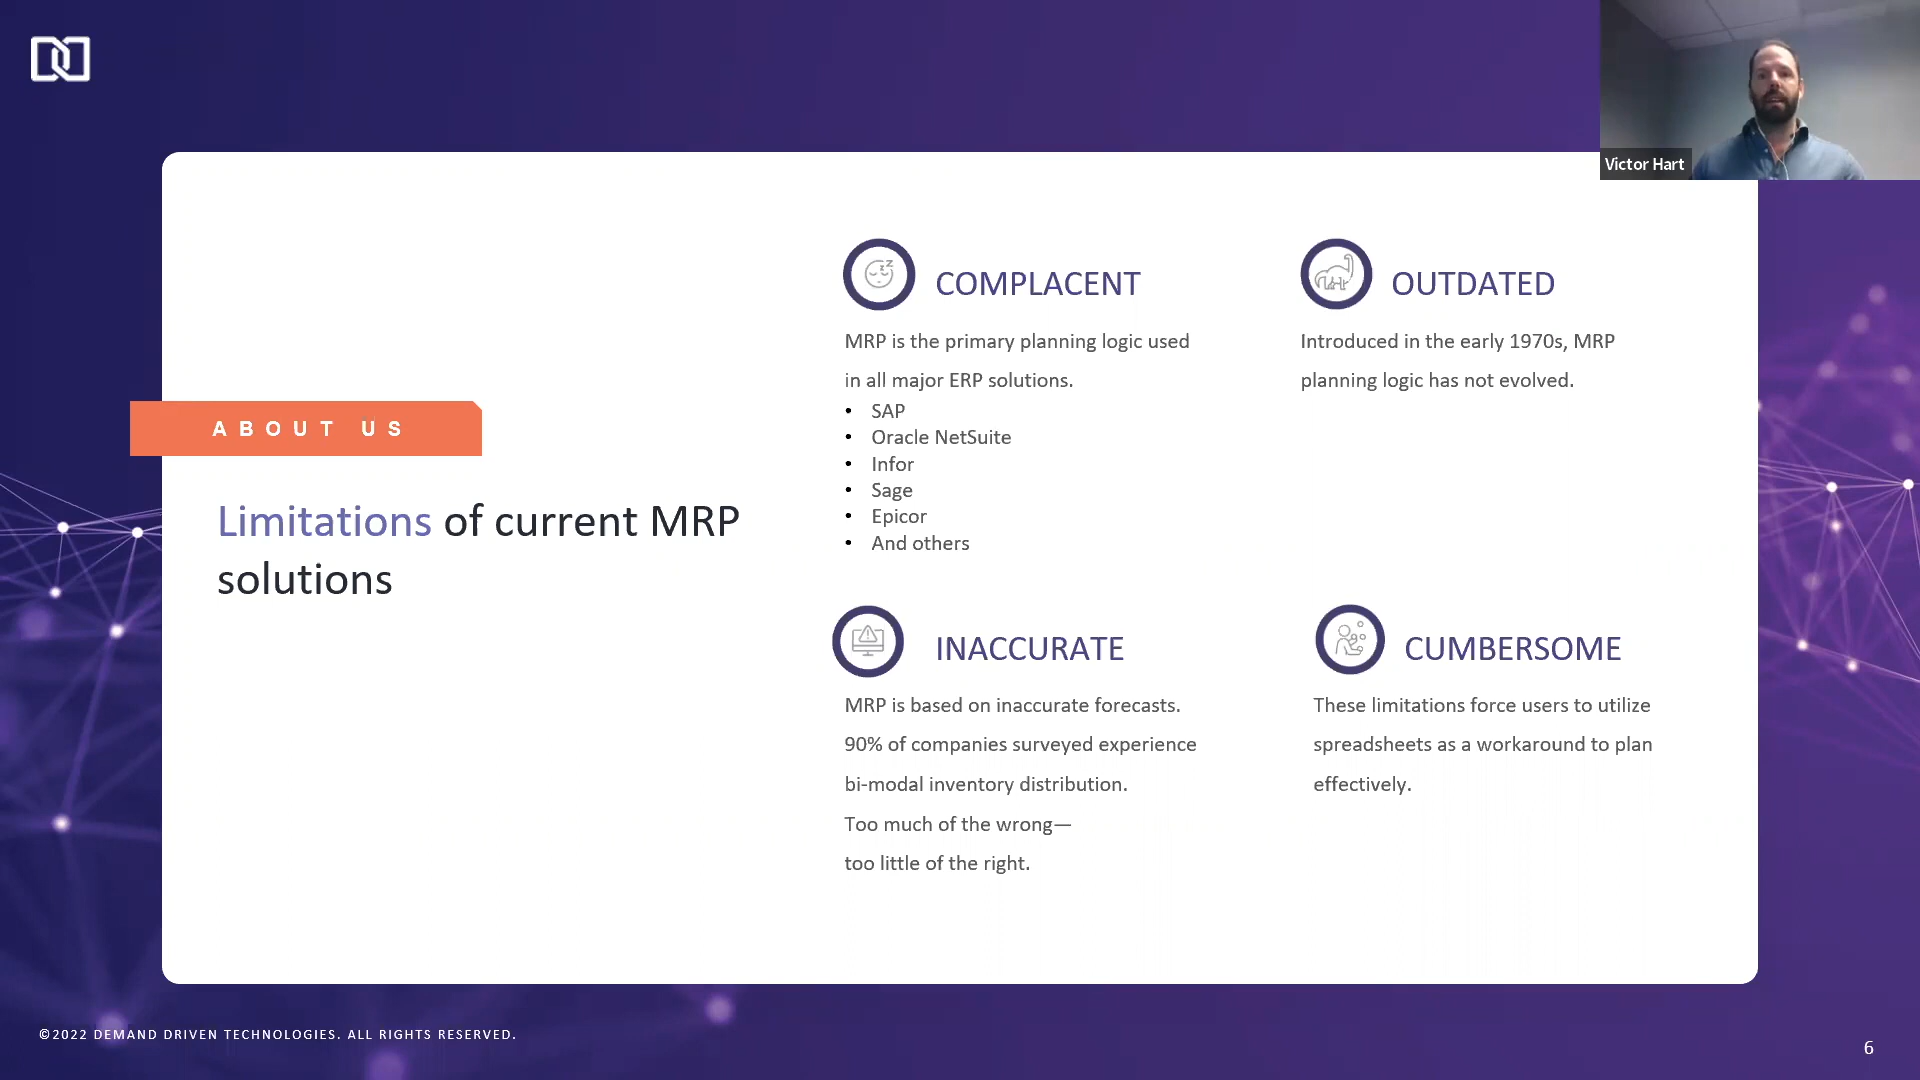 Victor Hart
ABOUT US
Limitations of current MRP
solutions
COMPLACENT
MRP is the primary planning logic used
in all major ERP solutions.
• SAP
• Oracle NetSuite
• Infor
• Sage
• Epicor
• And others
OUTDATED
Introduced in the early 1970s, MRP
planning logic has not evolved.
INACCURATE
MRP is based on inaccurate forecasts.
90% of companies surveyed experience
bi-modal inventory distribution.
Too much of the wrong—
too little of the right.
CUMBERSOME
These limitations force users to utilize
spreadsheets as a workaround to plan
effectively.
©2022 DEMAND DRIVEN TECHNOLOGIES. ALL RIGHTS RESERVED.
6